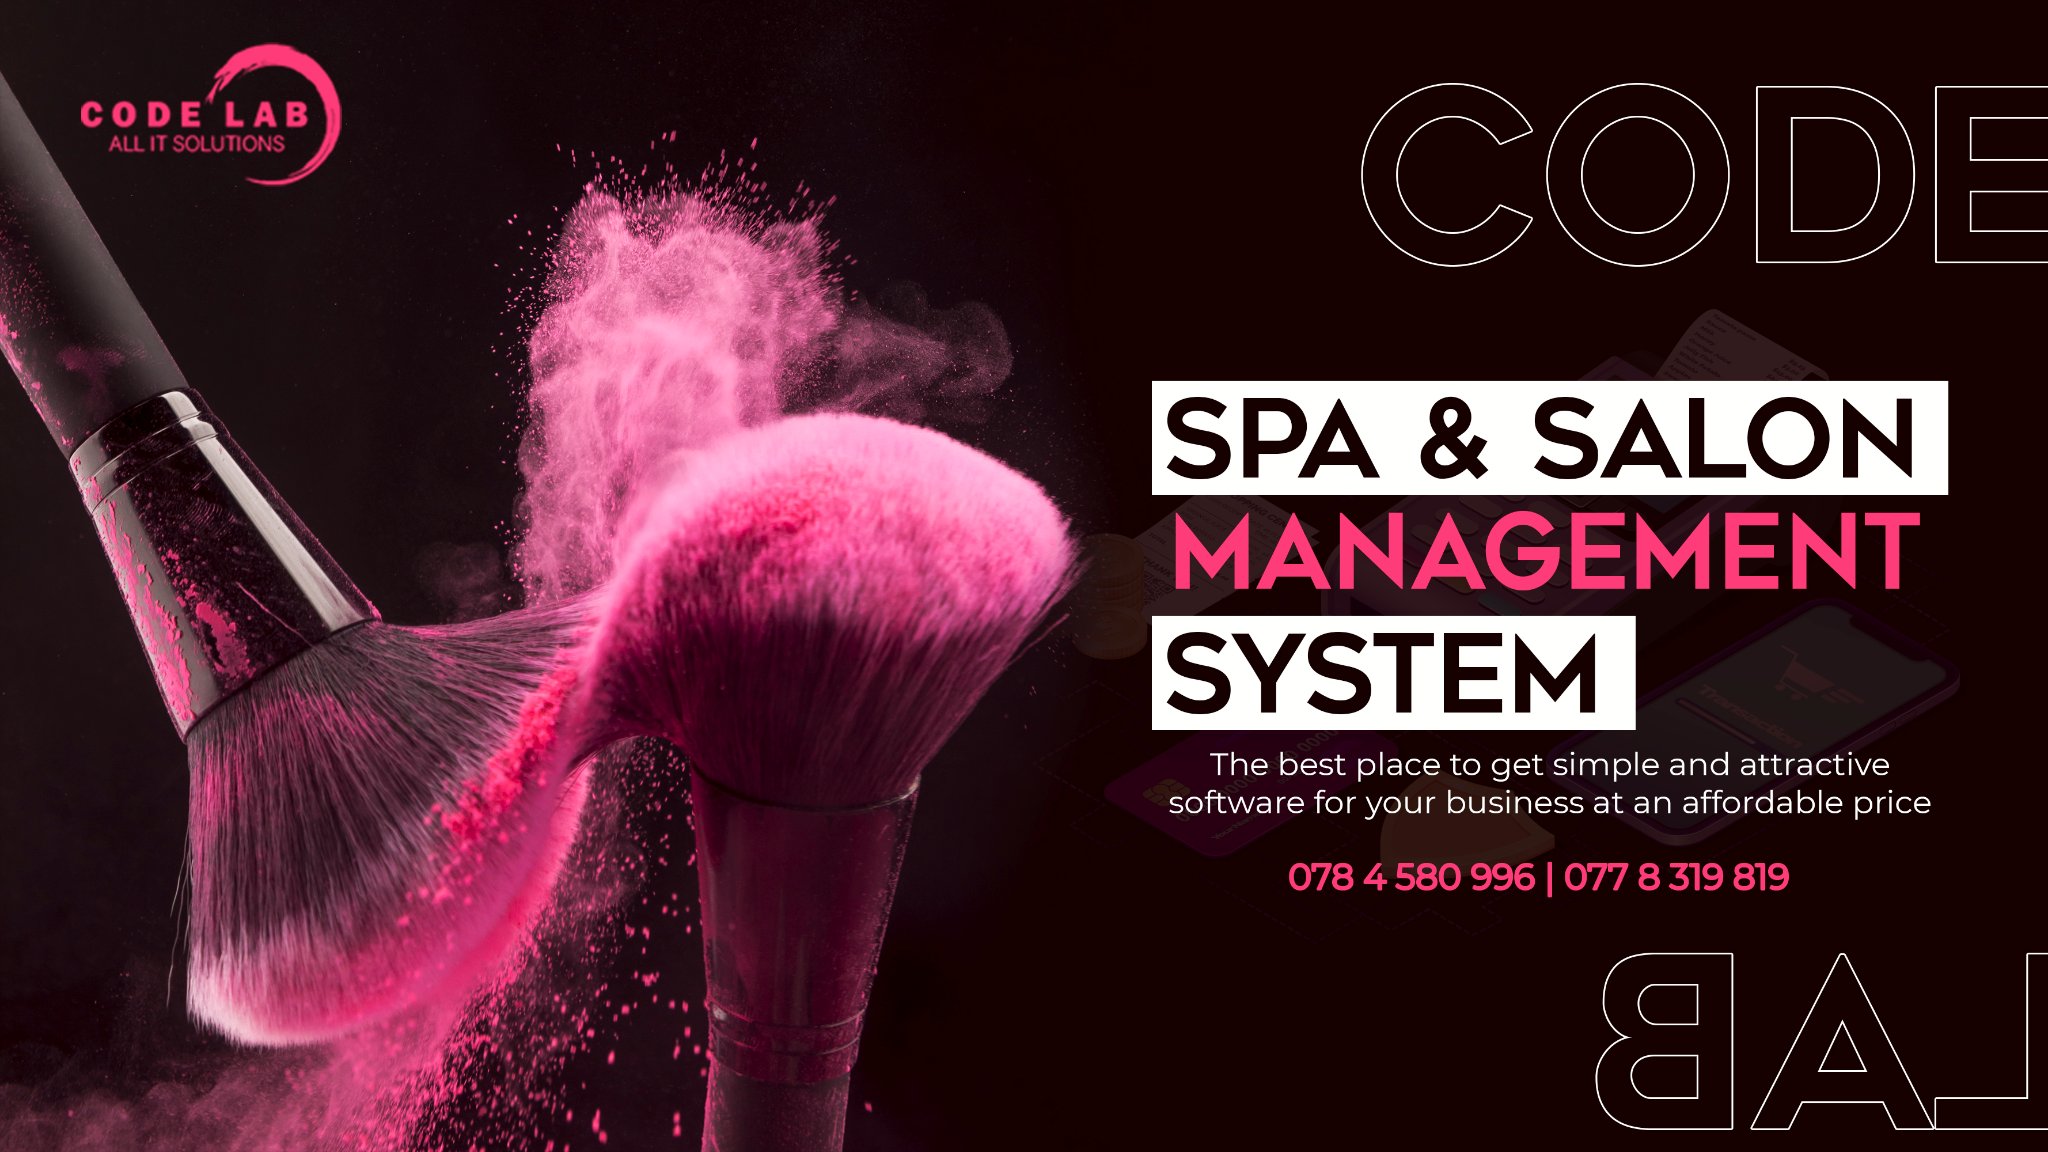 CODE LAB
ALL IT SOLUTIONS
CODE
SPA & SALON
MANAGEMENT
SYSTEM
The best place to get simple and attractive
software for your business at an affordable price
078 4 580 996 | 077 8 319 819
LAB